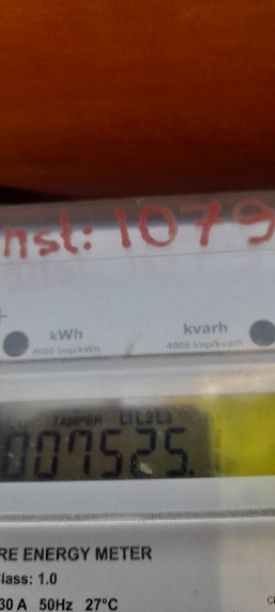 nst: 1079
kWh kvarh
4000 Imp/kWh 4000 Imp/kvarh
TAMPER L1L2L3
007525.
RE ENERGY METER
Class: 1.0
30 A 50Hz 27°C